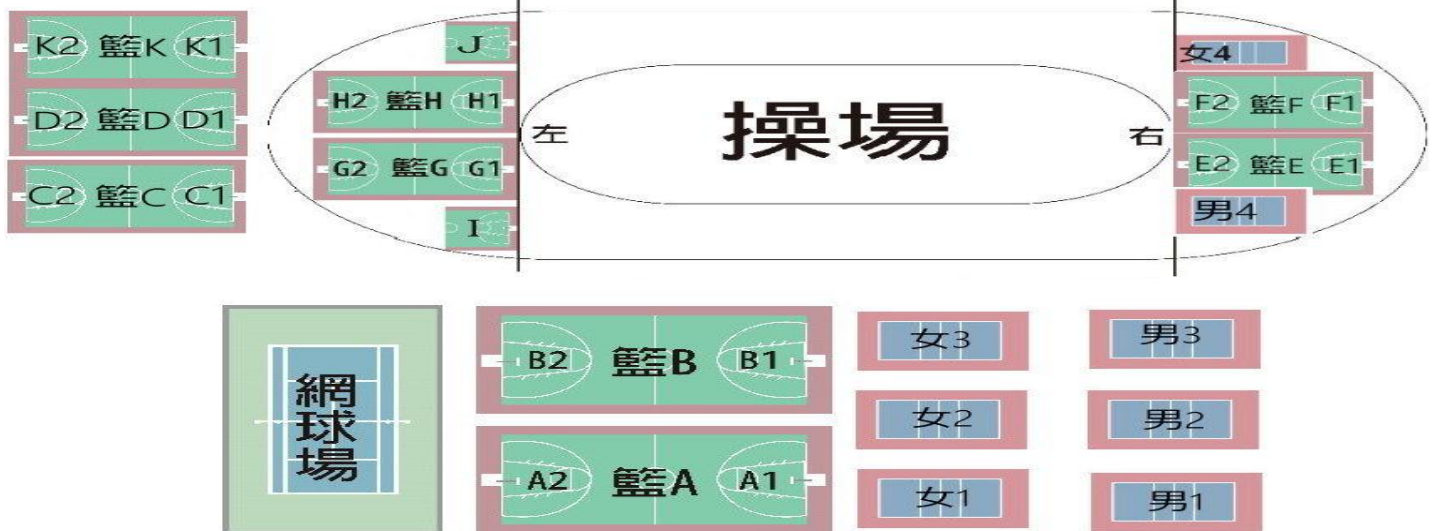 K2 籃K K1
D2 籃D D1
C2 籃C C1
J
H2 籃H H1
G2 籃G G1
I
左
操場
右
女4
F2 籃F F1
E2 籃E E1
男4
網球場
B2 籃B B1
A2 籃A A1
女3
男3
女2
男2
女1
男1